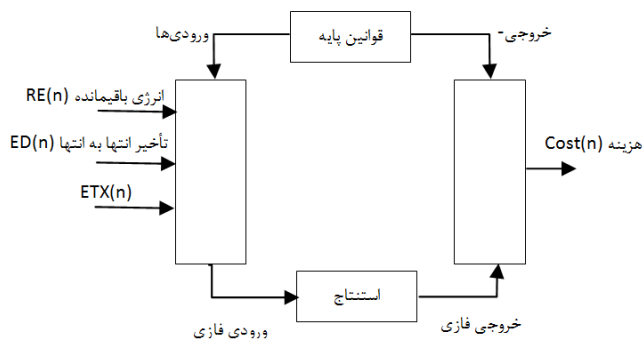 ورودی‌ها
قوانین پایه
خروجی-
انرژی باقیمانده RE(n)
تأخیر انتها به انتها ED(n)
ETX(n)
هزینه Cost(n)
استنتاج
ورودی فازی
خروجی فازی